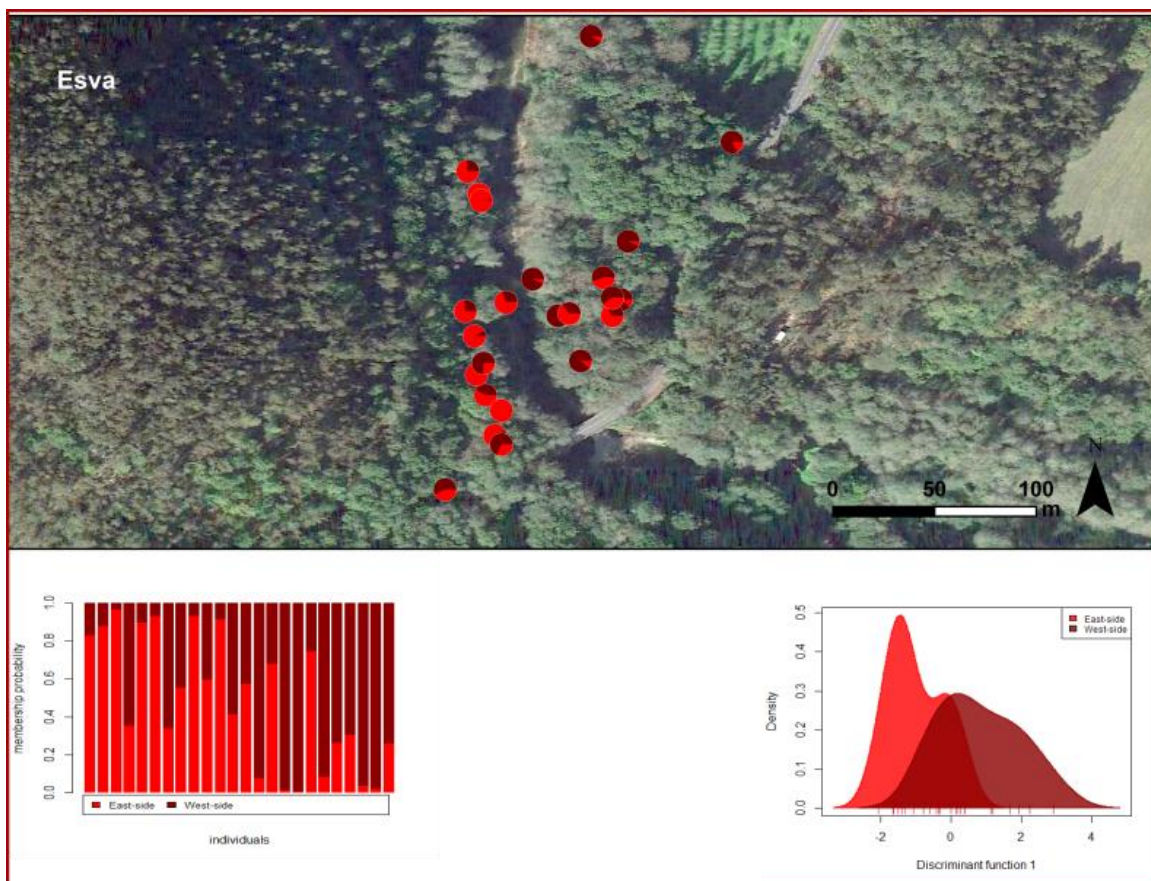 Esva
N
0 50 100
m
membership probability
1.0
0.8
0.6
0.4
0.2
0.0
East-side West-side
individuals
Density
0.5
0.4
0.3
0.2
0.1
0.0
East-side
West-side
-2 0 2 4
Discriminant function 1